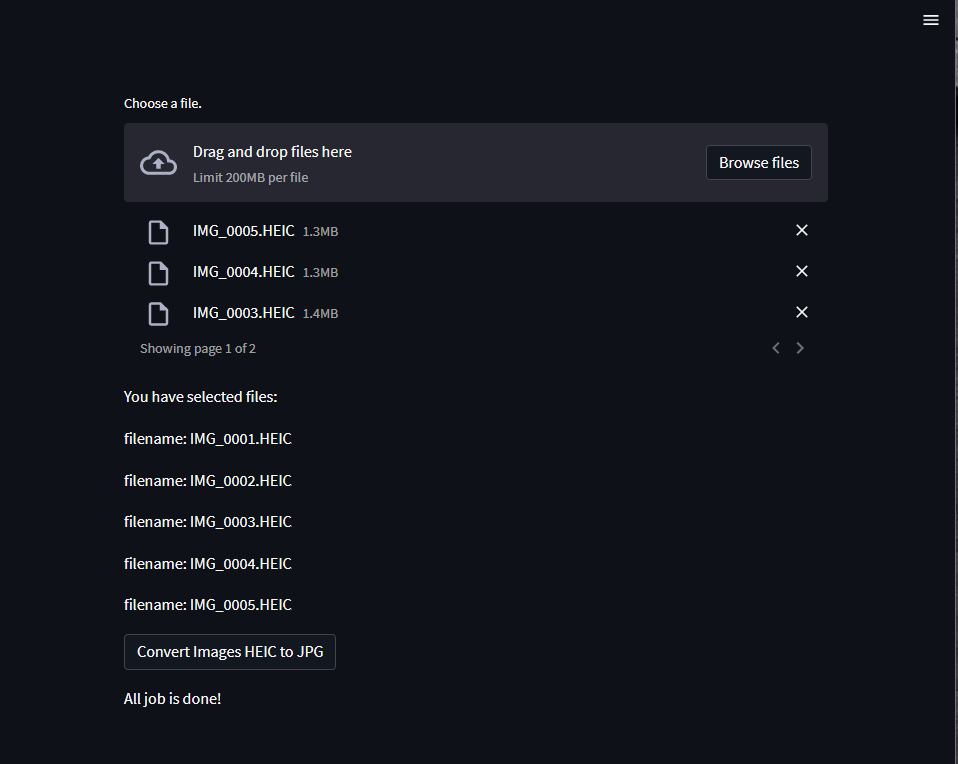 Choose a file.
Drag and drop files here
Limit 200MB per file
Browse files
IMG_0005.HEIC 1.3MB
IMG_0004.HEIC 1.3MB
IMG_0003.HEIC 1.4MB
Showing page 1 of 2
You have selected files:
filename: IMG_0001.HEIC
filename: IMG_0002.HEIC
filename: IMG_0003.HEIC
filename: IMG_0004.HEIC
filename: IMG_0005.HEIC
Convert Images HEIC to JPG
All job is done!